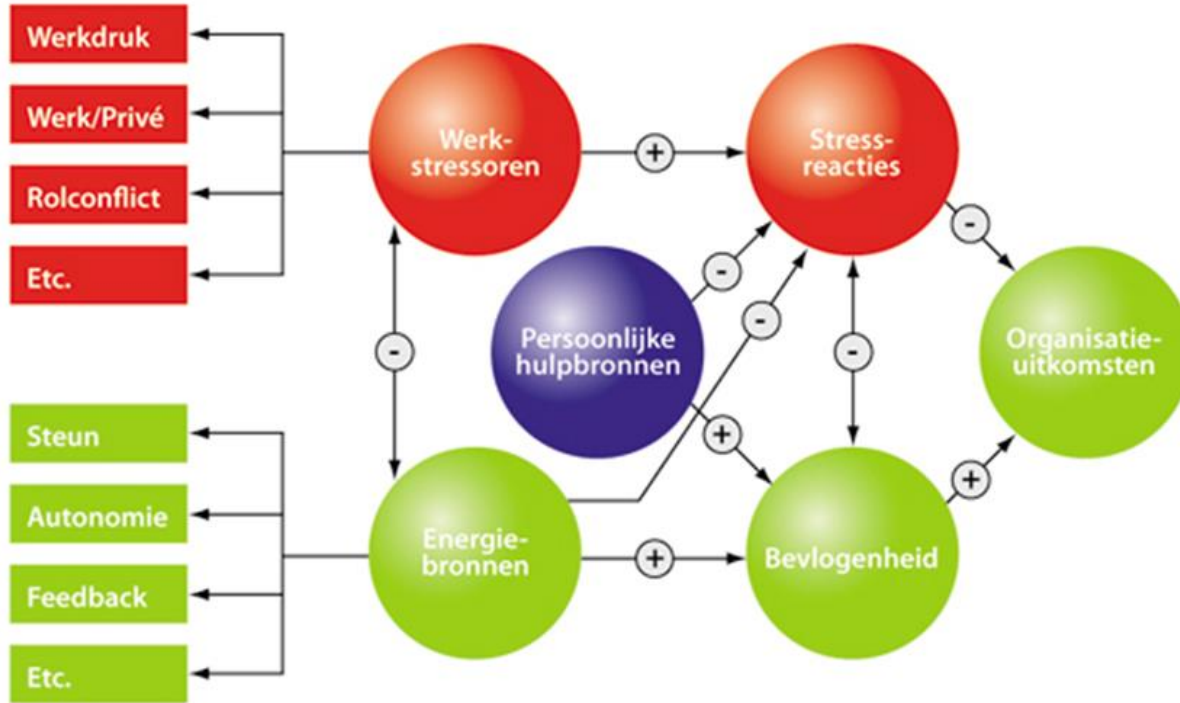 Werkdruk
Werk/Privé
Rolconflict
Etc.
Werk-
stressoren
+
Stress-
reacties
-
-
-
-
Persoonlijke
hulpbronnen
-
Organisatie-
uitkomsten
+
+
Steun
Autonomie
Feedback
Etc.
Energie-
bronnen
+
Bevlogenheid